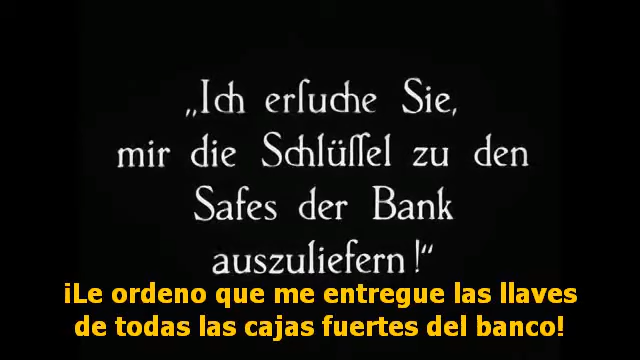 „Ich erſuche Sie,
mir die Schlüſſel zu den
Safes der Bank
auszuliefern!“
¡Le ordeno que me entregue las llaves
de todas las cajas fuertes del banco!